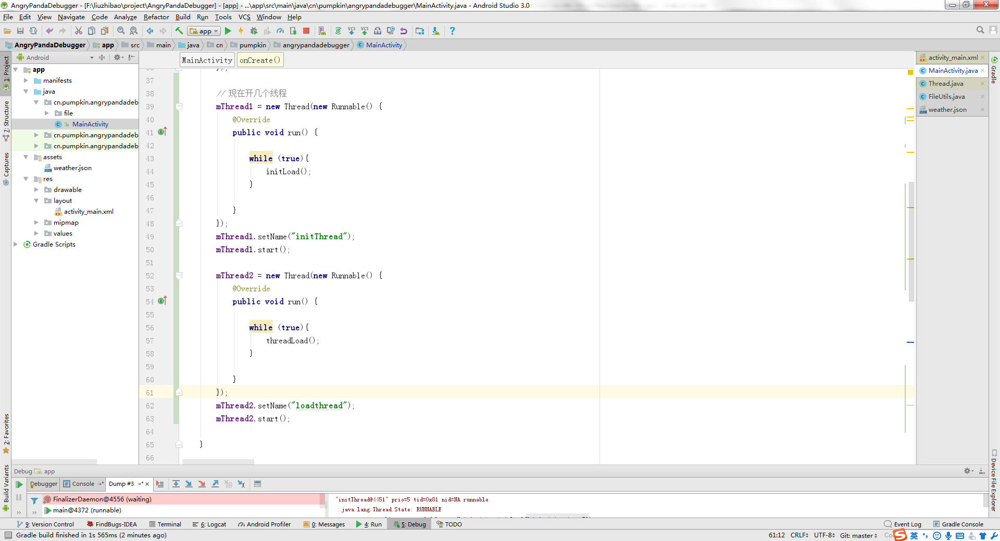 AngryPandaDebugger - [F:\liuzhibao\project\AngryPandaDebugger] - [app] - ...\app\src\main\java\cn\pumpkin\angrypandadebugger\MainActivity.java - Android Studio 3.0
File Edit View Navigate Code Analyze Refactor Build Run Tools VCS Window Help
app
AngryPandaDebugger app src main java cn pumpkin angrypandadebugger MainActivity
1: Project
7: Structure
Captures
2: Favorites
Build Variants
Android
app
manifests
java
cn.pumpkin.angrypandadeb
file
MainActivity
cn.pumpkin.angrypandadeb
cn.pumpkin.angrypandadeb
assets
weather.json
res
drawable
layout
activity_main.xml
mipmap
values
Gradle Scripts
MainActivity onCreate()
36 });
37
38 // 现在开几个线程
39 mThread1 = new Thread(new Runnable() {
40 @Override
41 public void run() {
42
43 while (true){
44 initLoad();
45 }
46
47 }
48 });
49 mThread1.setName("initThread");
50 mThread1.start();
51
52 mThread2 = new Thread(new Runnable() {
53 @Override
54 public void run() {
55
56 while (true){
57 threadLoad();
58 }
59
60 }
61 });
62 mThread2.setName("loadthread");
63 mThread2.start();
64
65 }
66
activity_main.xml
MainActivity.java
Thread.java
FileUtils.java
weather.json
Gradle
Device File Explorer
Debug app
Debugger Console Dump #3
FinalizerDaemon@4556 (waiting)
main@4372 (runnable)
"initThread@4451" prio=5 tid=0x81 nid=NA runnable
java.lang.Thread.State: RUNNABLE
9: Version Control FindBugs-IDEA Terminal 6: Logcat Android Profiler 0: Messages 4: Run 5: Debug TODO Event Log Gradle Console
Gradle build finished in 1s 565ms (2 minutes ago) 61:12 CRLF UTF-8 Git: master Co 英